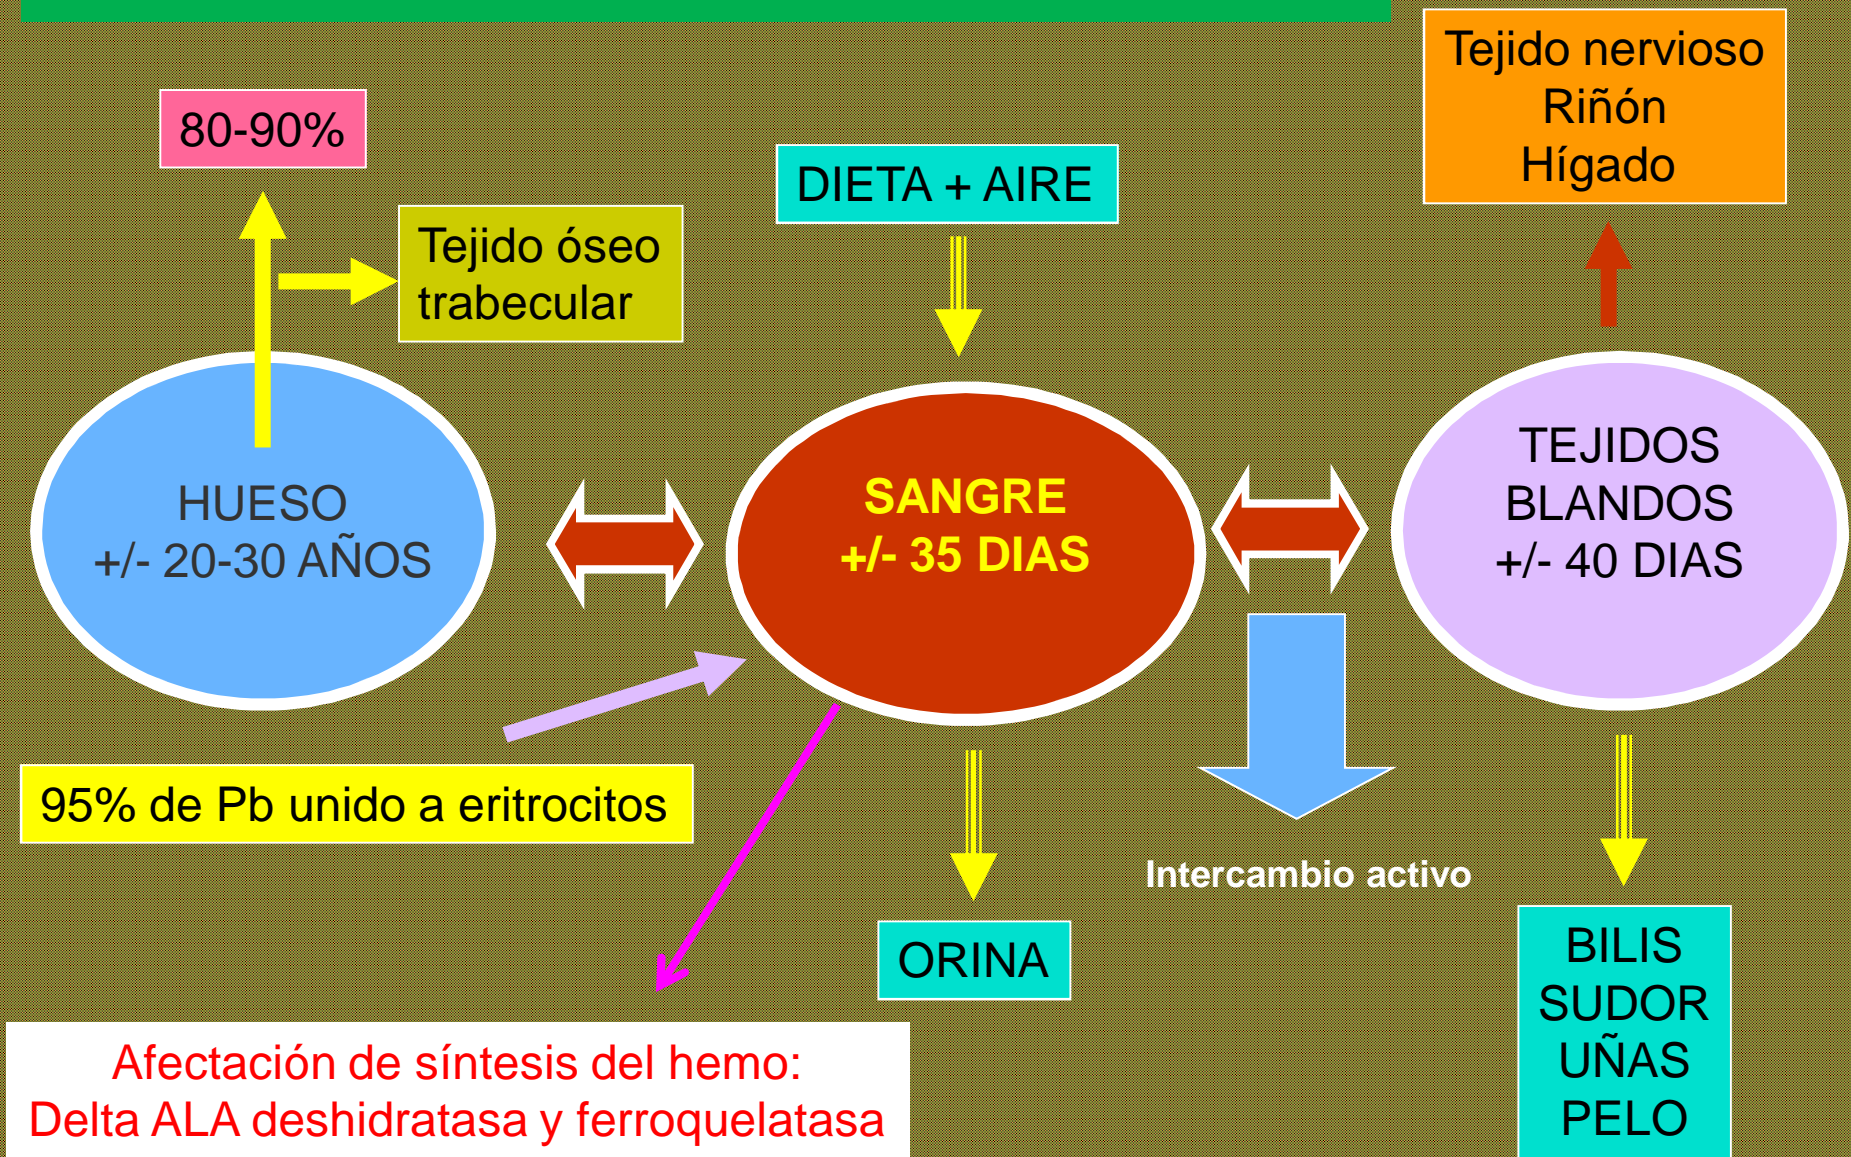 Tejido nervioso
Riñón
Hígado
80-90%
DIETA + AIRE
Tejido óseo
trabecular
HUESO
+/- 20-30 AÑOS
SANGRE
+/- 35 DIAS
TEJIDOS
BLANDOS
+/- 40 DIAS
95% de Pb unido a eritrocitos
Intercambio activo
ORINA
BILIS
SUDOR
UÑAS
PELO
Afectación de síntesis del hemo:
Delta ALA deshidratasa y ferroquelatasa